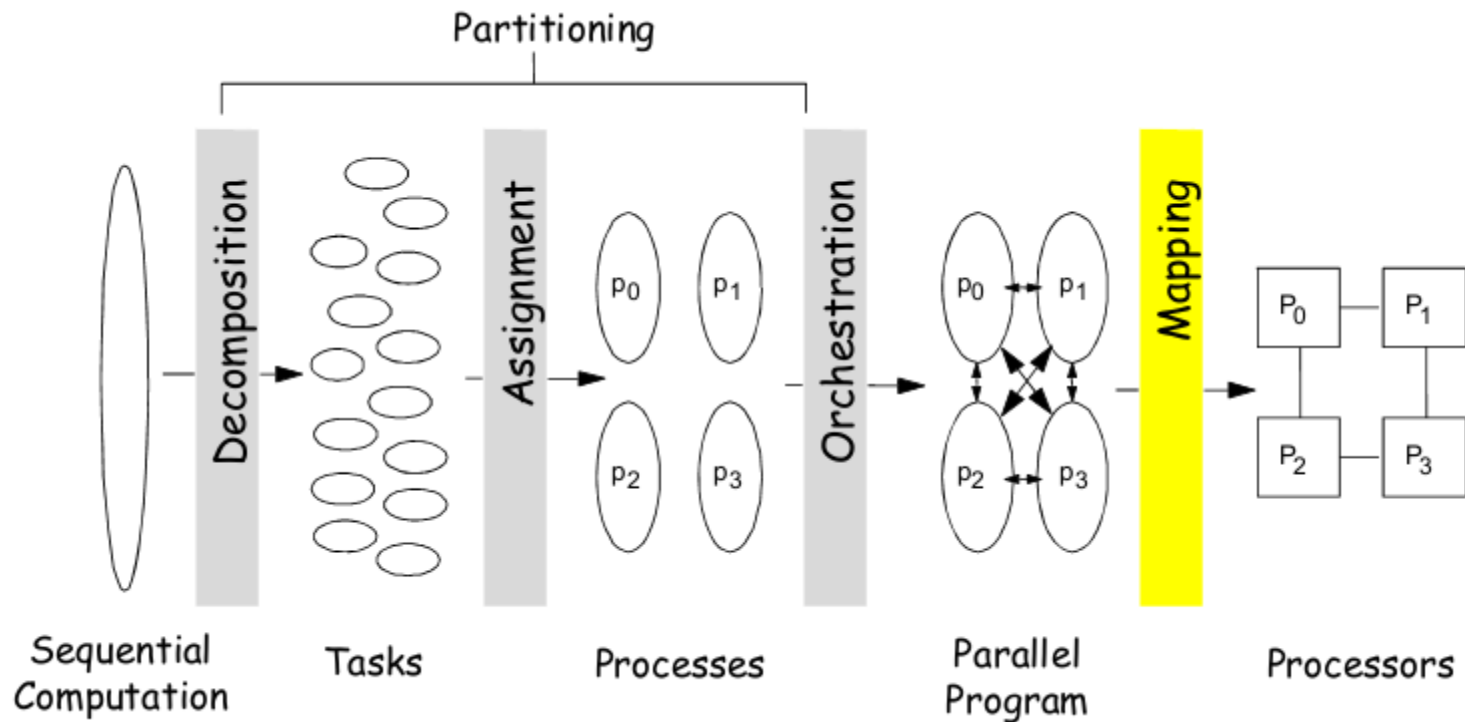 Partitioning
Decomposition
Assignment
Orchestration
Mapping
p0 p1
p2 p3
p0 p1
p2 p3
P0 P1
P2 P3
Sequential
Computation
Tasks
Processes
Parallel
Program
Processors